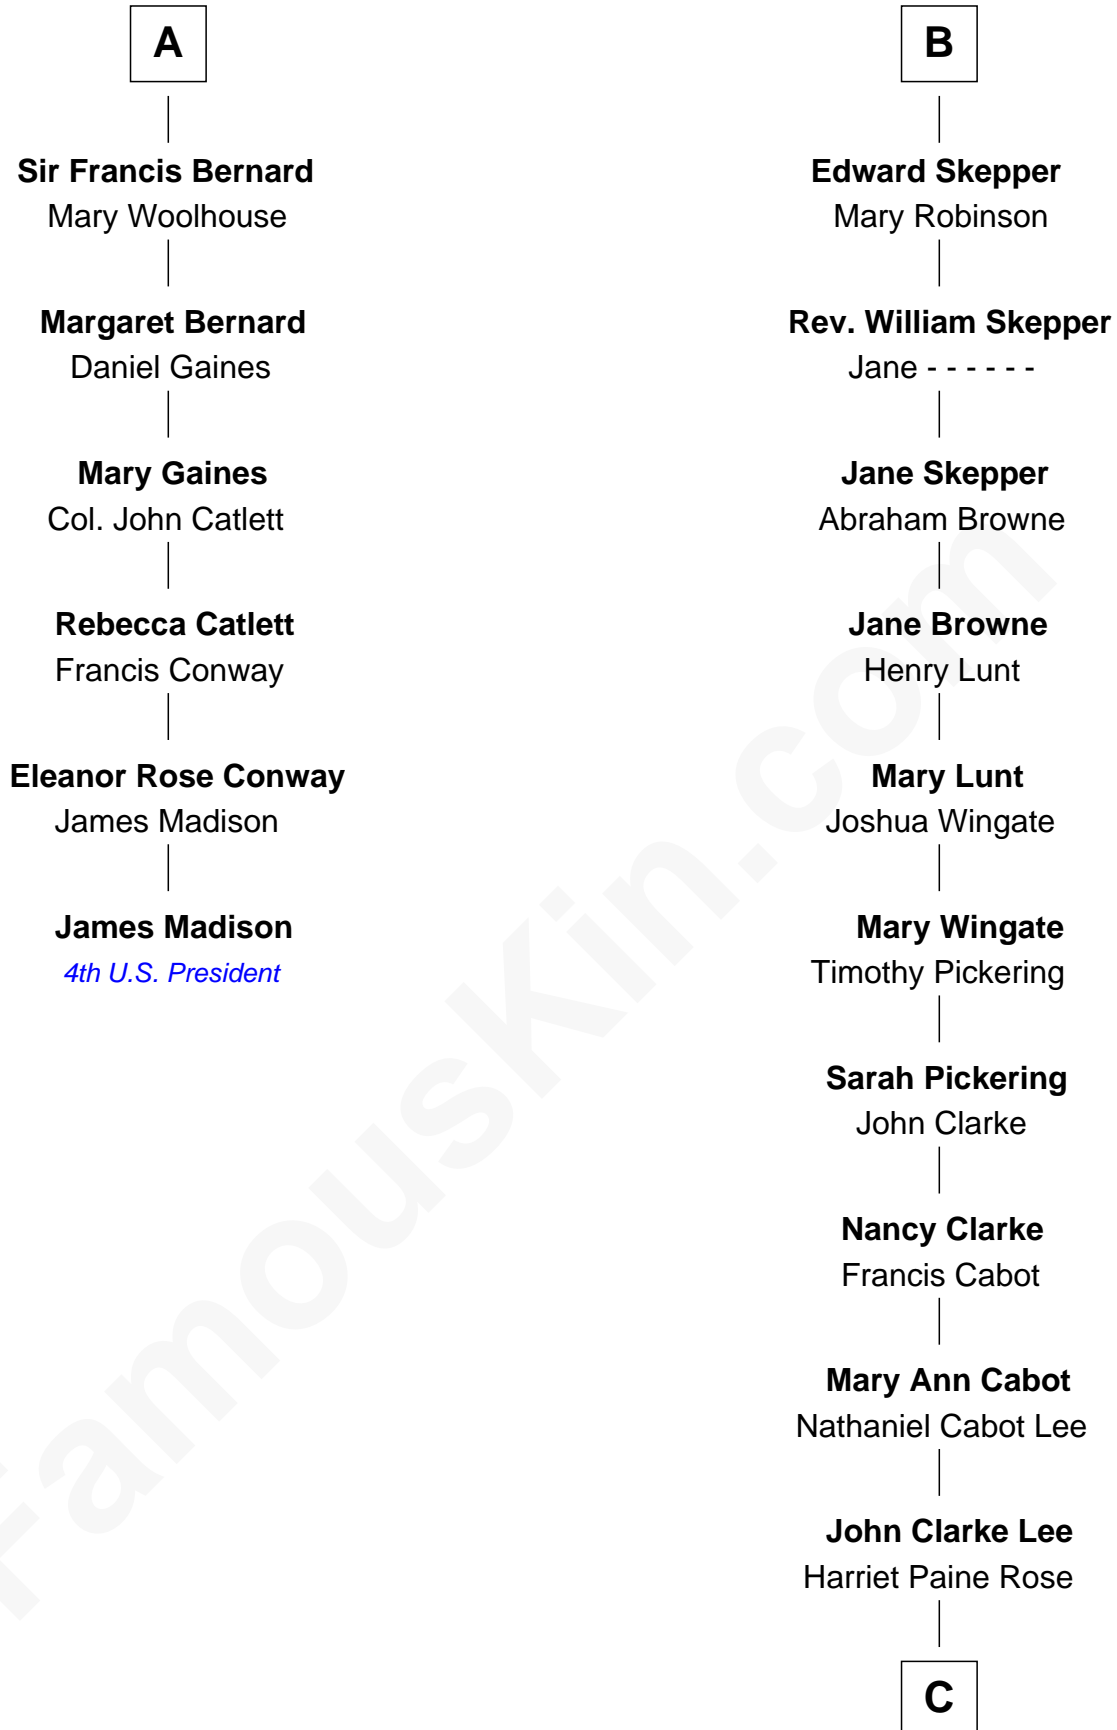 A
Sir Francis Bernard
Mary Woolhouse
Margaret Bernard
Daniel Gaines
Mary Gaines
Col. John Catlett
Rebecca Catlett
Francis Conway
Eleanor Rose Conway
James Madison
James Madison
4th U.S. President
B
Edward Skepper
Mary Robinson
Rev. William Skepper
Jane - - - - - -
Jane Skepper
Abraham Browne
Jane Browne
Henry Lunt
Mary Lunt
Joshua Wingate
Mary Wingate
Timothy Pickering
Sarah Pickering
John Clarke
Nancy Clarke
Francis Cabot
Mary Ann Cabot
Nathaniel Cabot Lee
John Clarke Lee
Harriet Paine Rose
C
FamousKin.com